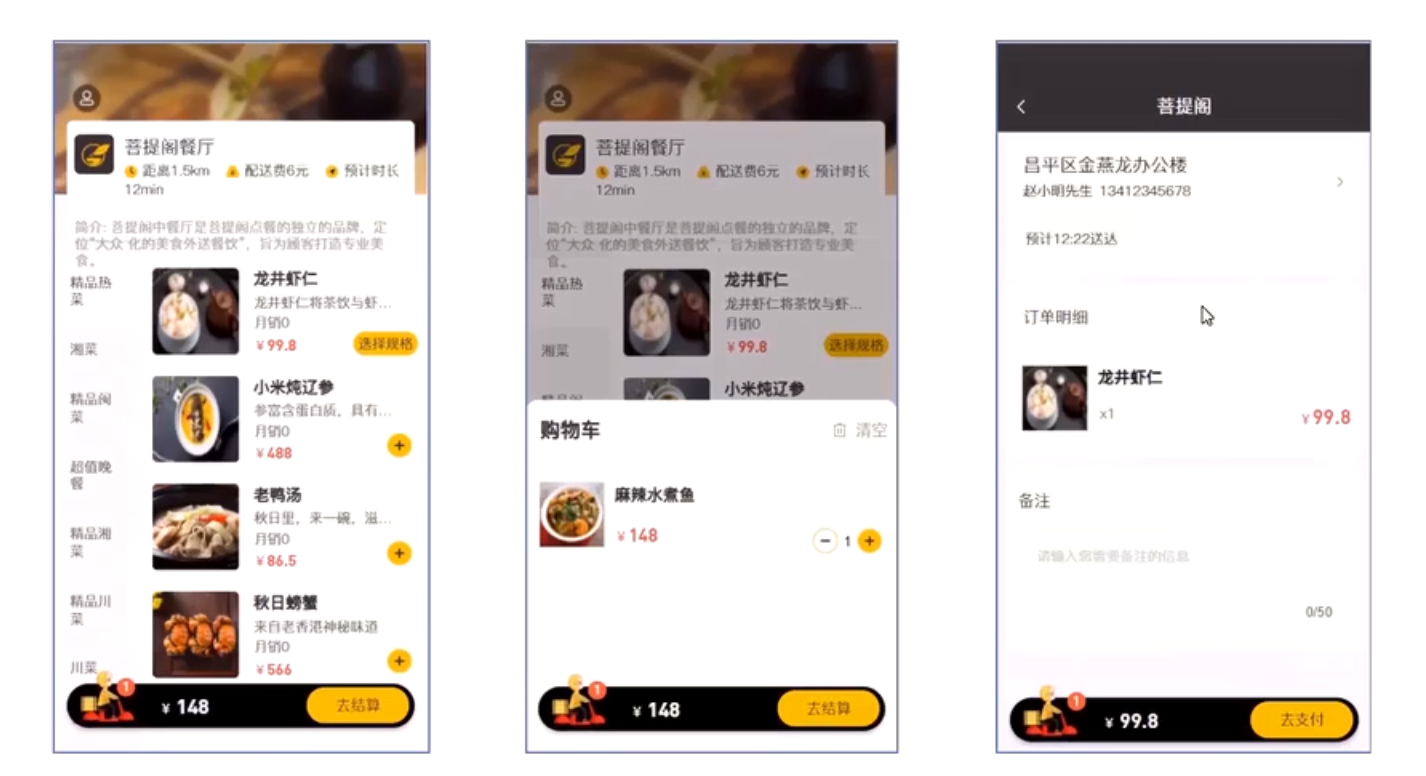 菩提阁餐厅
距离1.5km 配送费6元 预计时长
12min
简介: 菩提阁中餐厅是菩提阁点餐的独立的品牌，定
位“大众 化的美食外送餐饮”，旨为顾客打造专业美
食。
精品热
菜
湘菜
精品闽
菜
超值晚
餐
精品湘
菜
精品川
菜
川菜
龙井虾仁
龙井虾仁将茶饮与虾...
月销0
¥ 99.8
选择规格
小米炖辽参
参富含蛋白质，具有...
月销0
¥ 488
+
老鸭汤
秋日里，来一碗，滋...
月销0
¥ 86.5
+
秋日螃蟹
来自老香港神秘味道
月销0
¥ 566
+
1
¥ 148
去结算
菩提阁餐厅
距离1.5km 配送费6元 预计时长
12min
简介: 菩提阁中餐厅是菩提阁点餐的独立的品牌，定
位“大众 化的美食外送餐饮”，旨为顾客打造专业美
食。
精品热
菜
湘菜
龙井虾仁
龙井虾仁将茶饮与虾...
月销0
¥ 99.8
选择规格
小米炖辽参
购物车
清空
麻辣水煮鱼
¥ 148
− 1 +
1
¥ 148
去结算
菩提阁
昌平区金燕龙办公楼
赵小明先生 13412345678
预计12:22送达
订单明细
龙井虾仁
x1
¥ 99.8
备注
请输入您需要备注的信息
0/50
1
¥ 99.8
去支付